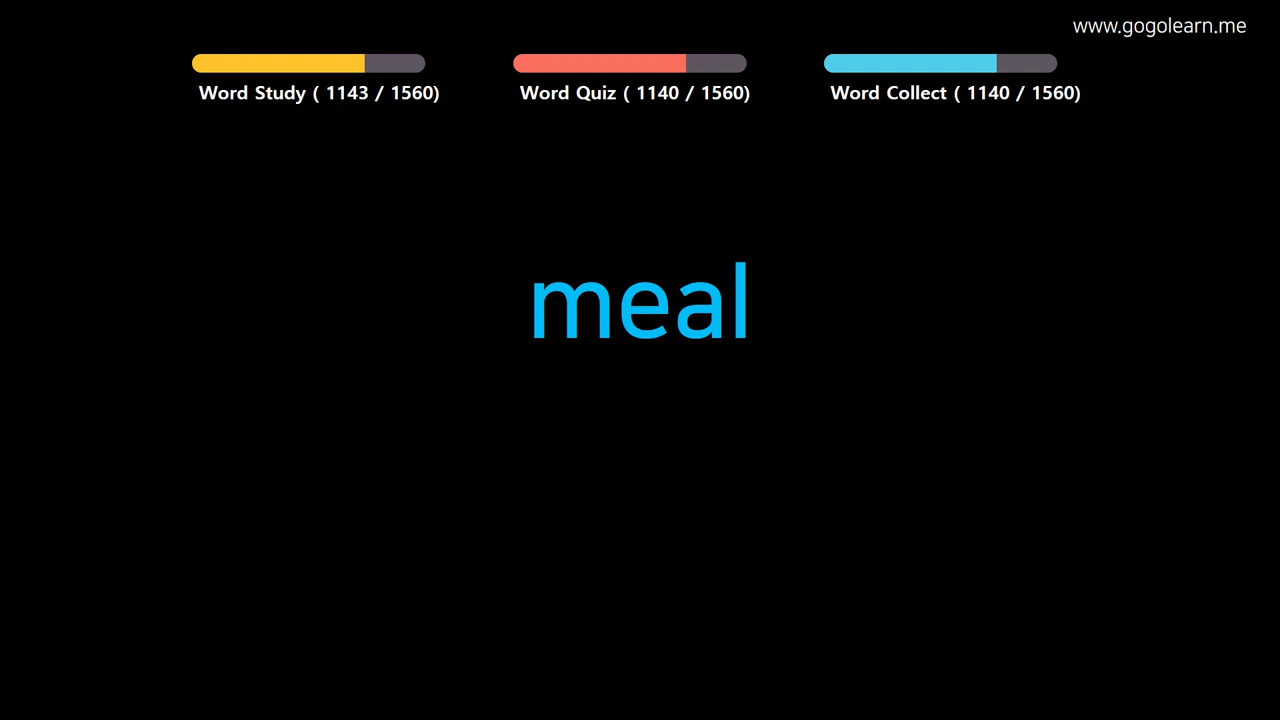 www.gogolearn.me
Word Study ( 1143 / 1560)
Word Quiz ( 1140 / 1560)
Word Collect ( 1140 / 1560)
meal